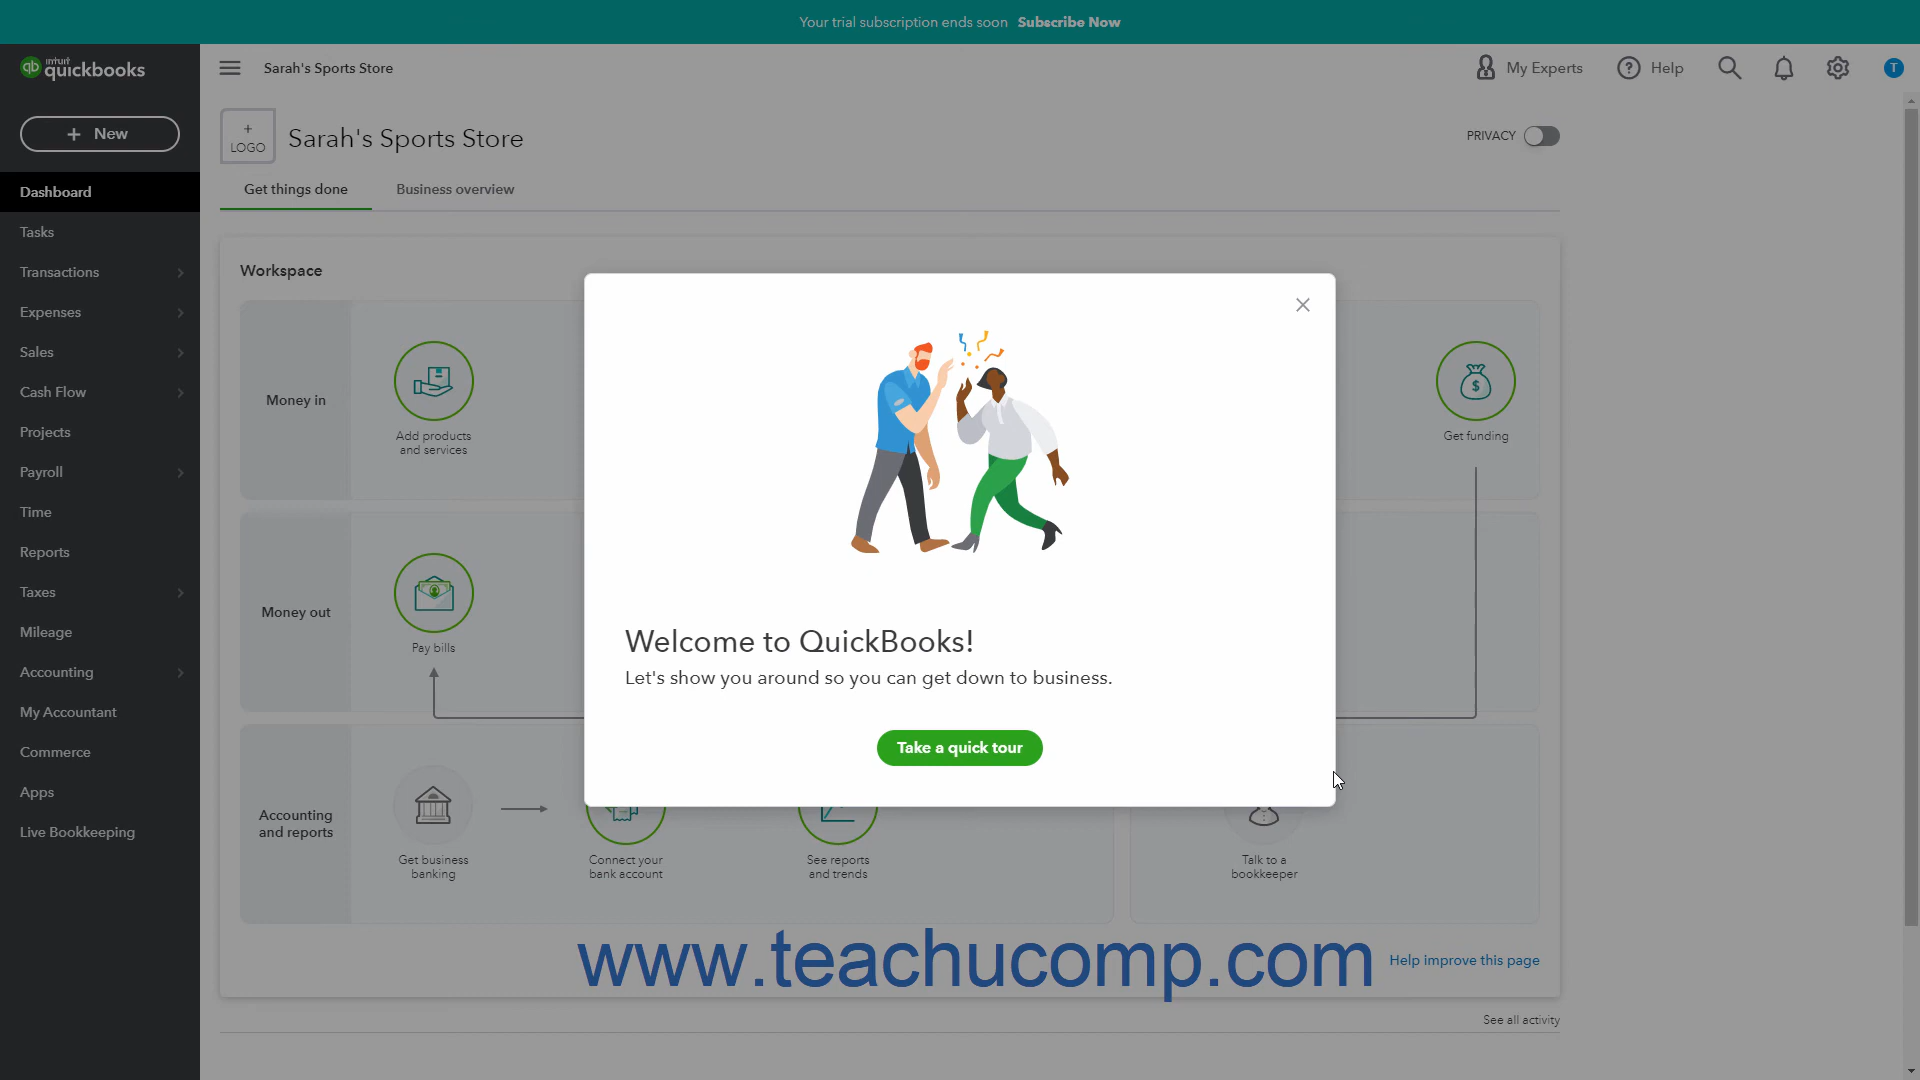 Your trial subscription ends soon Subscribe Now
intuit
quickbooks
Sarah's Sports Store
My Experts
Help
T
+ New
+
LOGO
Sarah's Sports Store
PRIVACY
Get things done
Business overview
Dashboard
Tasks
Transactions
Expenses
Sales
Cash Flow
Projects
Payroll
Time
Reports
Taxes
Mileage
Accounting
My Accountant
Commerce
Apps
Live Bookkeeping
Workspace
Money in
Add products
and services
Get funding
Money out
Pay bills
Welcome to QuickBooks!
Let's show you around so you can get down to business.
Take a quick tour
Accounting
and reports
Get business
banking
Connect your
bank account
See reports
and trends
Talk to a
bookkeeper
www.teachucomp.com
Help improve this page
See all activity